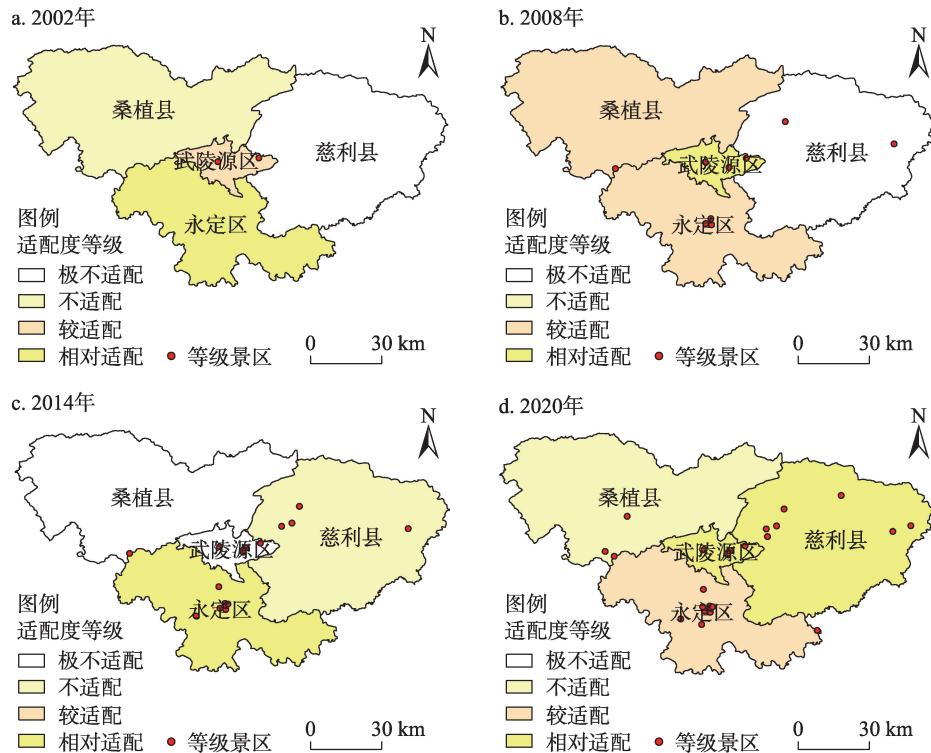 a. 2002年
N
桑植县
武陵源区
慈利县
永定区
图例
适配度等级
极不适配
不适配
较适配
相对适配
等级景区
0 30 km
b. 2008年
N
桑植县
武陵源区
慈利县
永定区
图例
适配度等级
极不适配
不适配
较适配
相对适配
等级景区
0 30 km
c. 2014年
N
桑植县
武陵源区
慈利县
永定区
图例
适配度等级
极不适配
不适配
较适配
相对适配
等级景区
0 30 km
d. 2020年
N
桑植县
武陵源区
慈利县
永定区
图例
适配度等级
极不适配
不适配
较适配
相对适配
等级景区
0 30 km